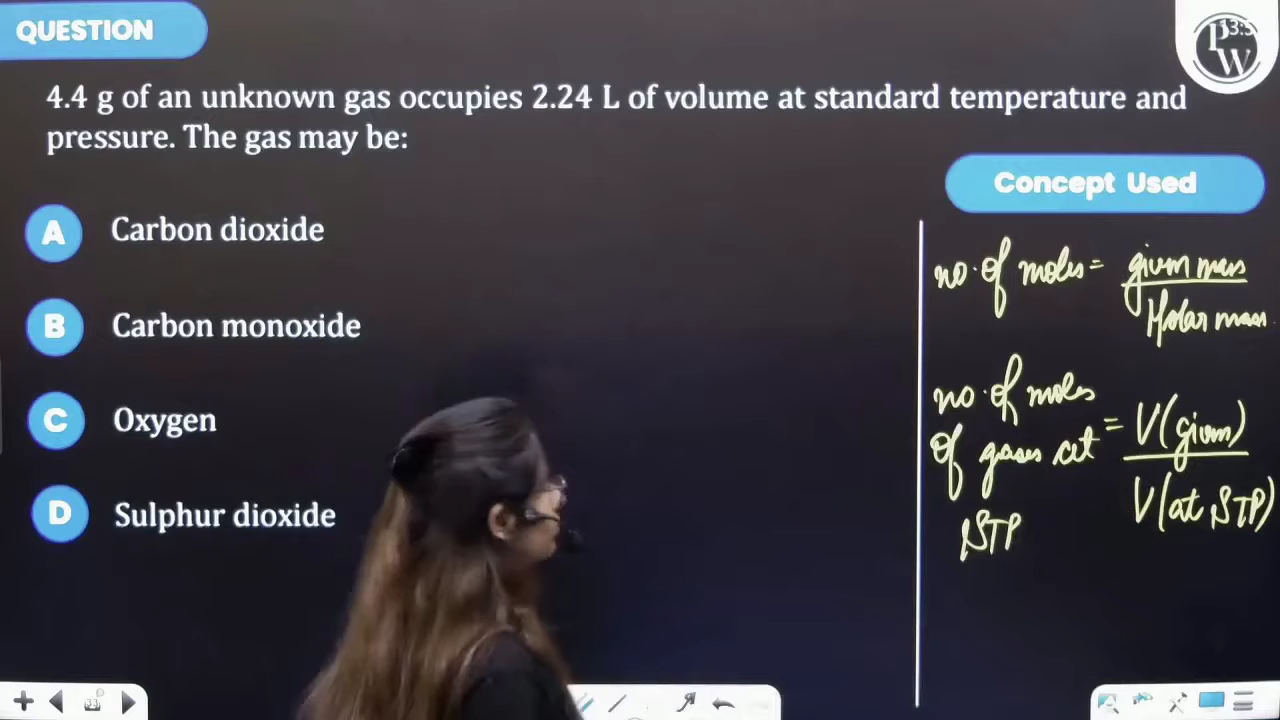 QUESTION
4.4 g of an unknown gas occupies 2.24 L of volume at standard temperature and
pressure. The gas may be:
A Carbon dioxide
B Carbon monoxide
C Oxygen
D Sulphur dioxide
PW
Concept Used
no. of moles = given mass
Molar mass
no. of moles
of gases at = V(given)
V(at STP)
STP
33